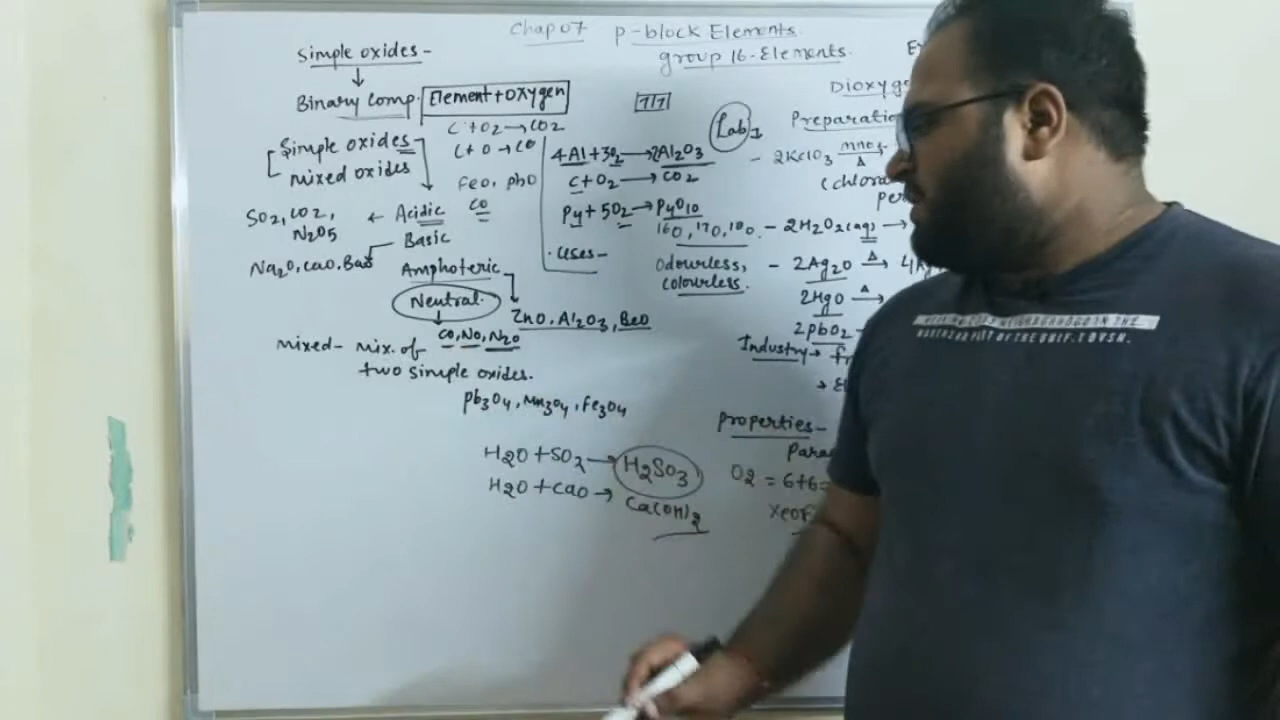 Chap 07 p-block Elements
group 16-Elements
Simple oxides -
↓
Binary Comp. Element + Oxygen
C + O2 → CO2
C + O → CO
Simple oxides
mixed oxides
FeO, PbO
CO
SO2, CO2, ← Acidic
N2O5
Basic
Na2O, CaO, BaO
Amphoteric
Neutral
ZnO, Al2O3, BeO
CO, NO, N2O
mixed - mix. of
two simple oxides.
Pb3O4, Mn3O4, Fe3O4
H2O + SO2 → H2SO3
H2O + CaO → Ca(OH)2
7/7
4Al + 3O2 → 2Al2O3
C + O2 → CO2
P4 + 5O2 → P4O10
16O, 17O, 18O.
· Uses -
Odourless,
Colourless.
Lab
Preparatio
- 2KClO3 Δ
(chlora
Per
- 2H2O2(aq) →
- 2Ag2O Δ→ 4A
2HgO Δ→
2PbO2
Industry →
Properties -
Para
O2 = 6+6=
XeOF